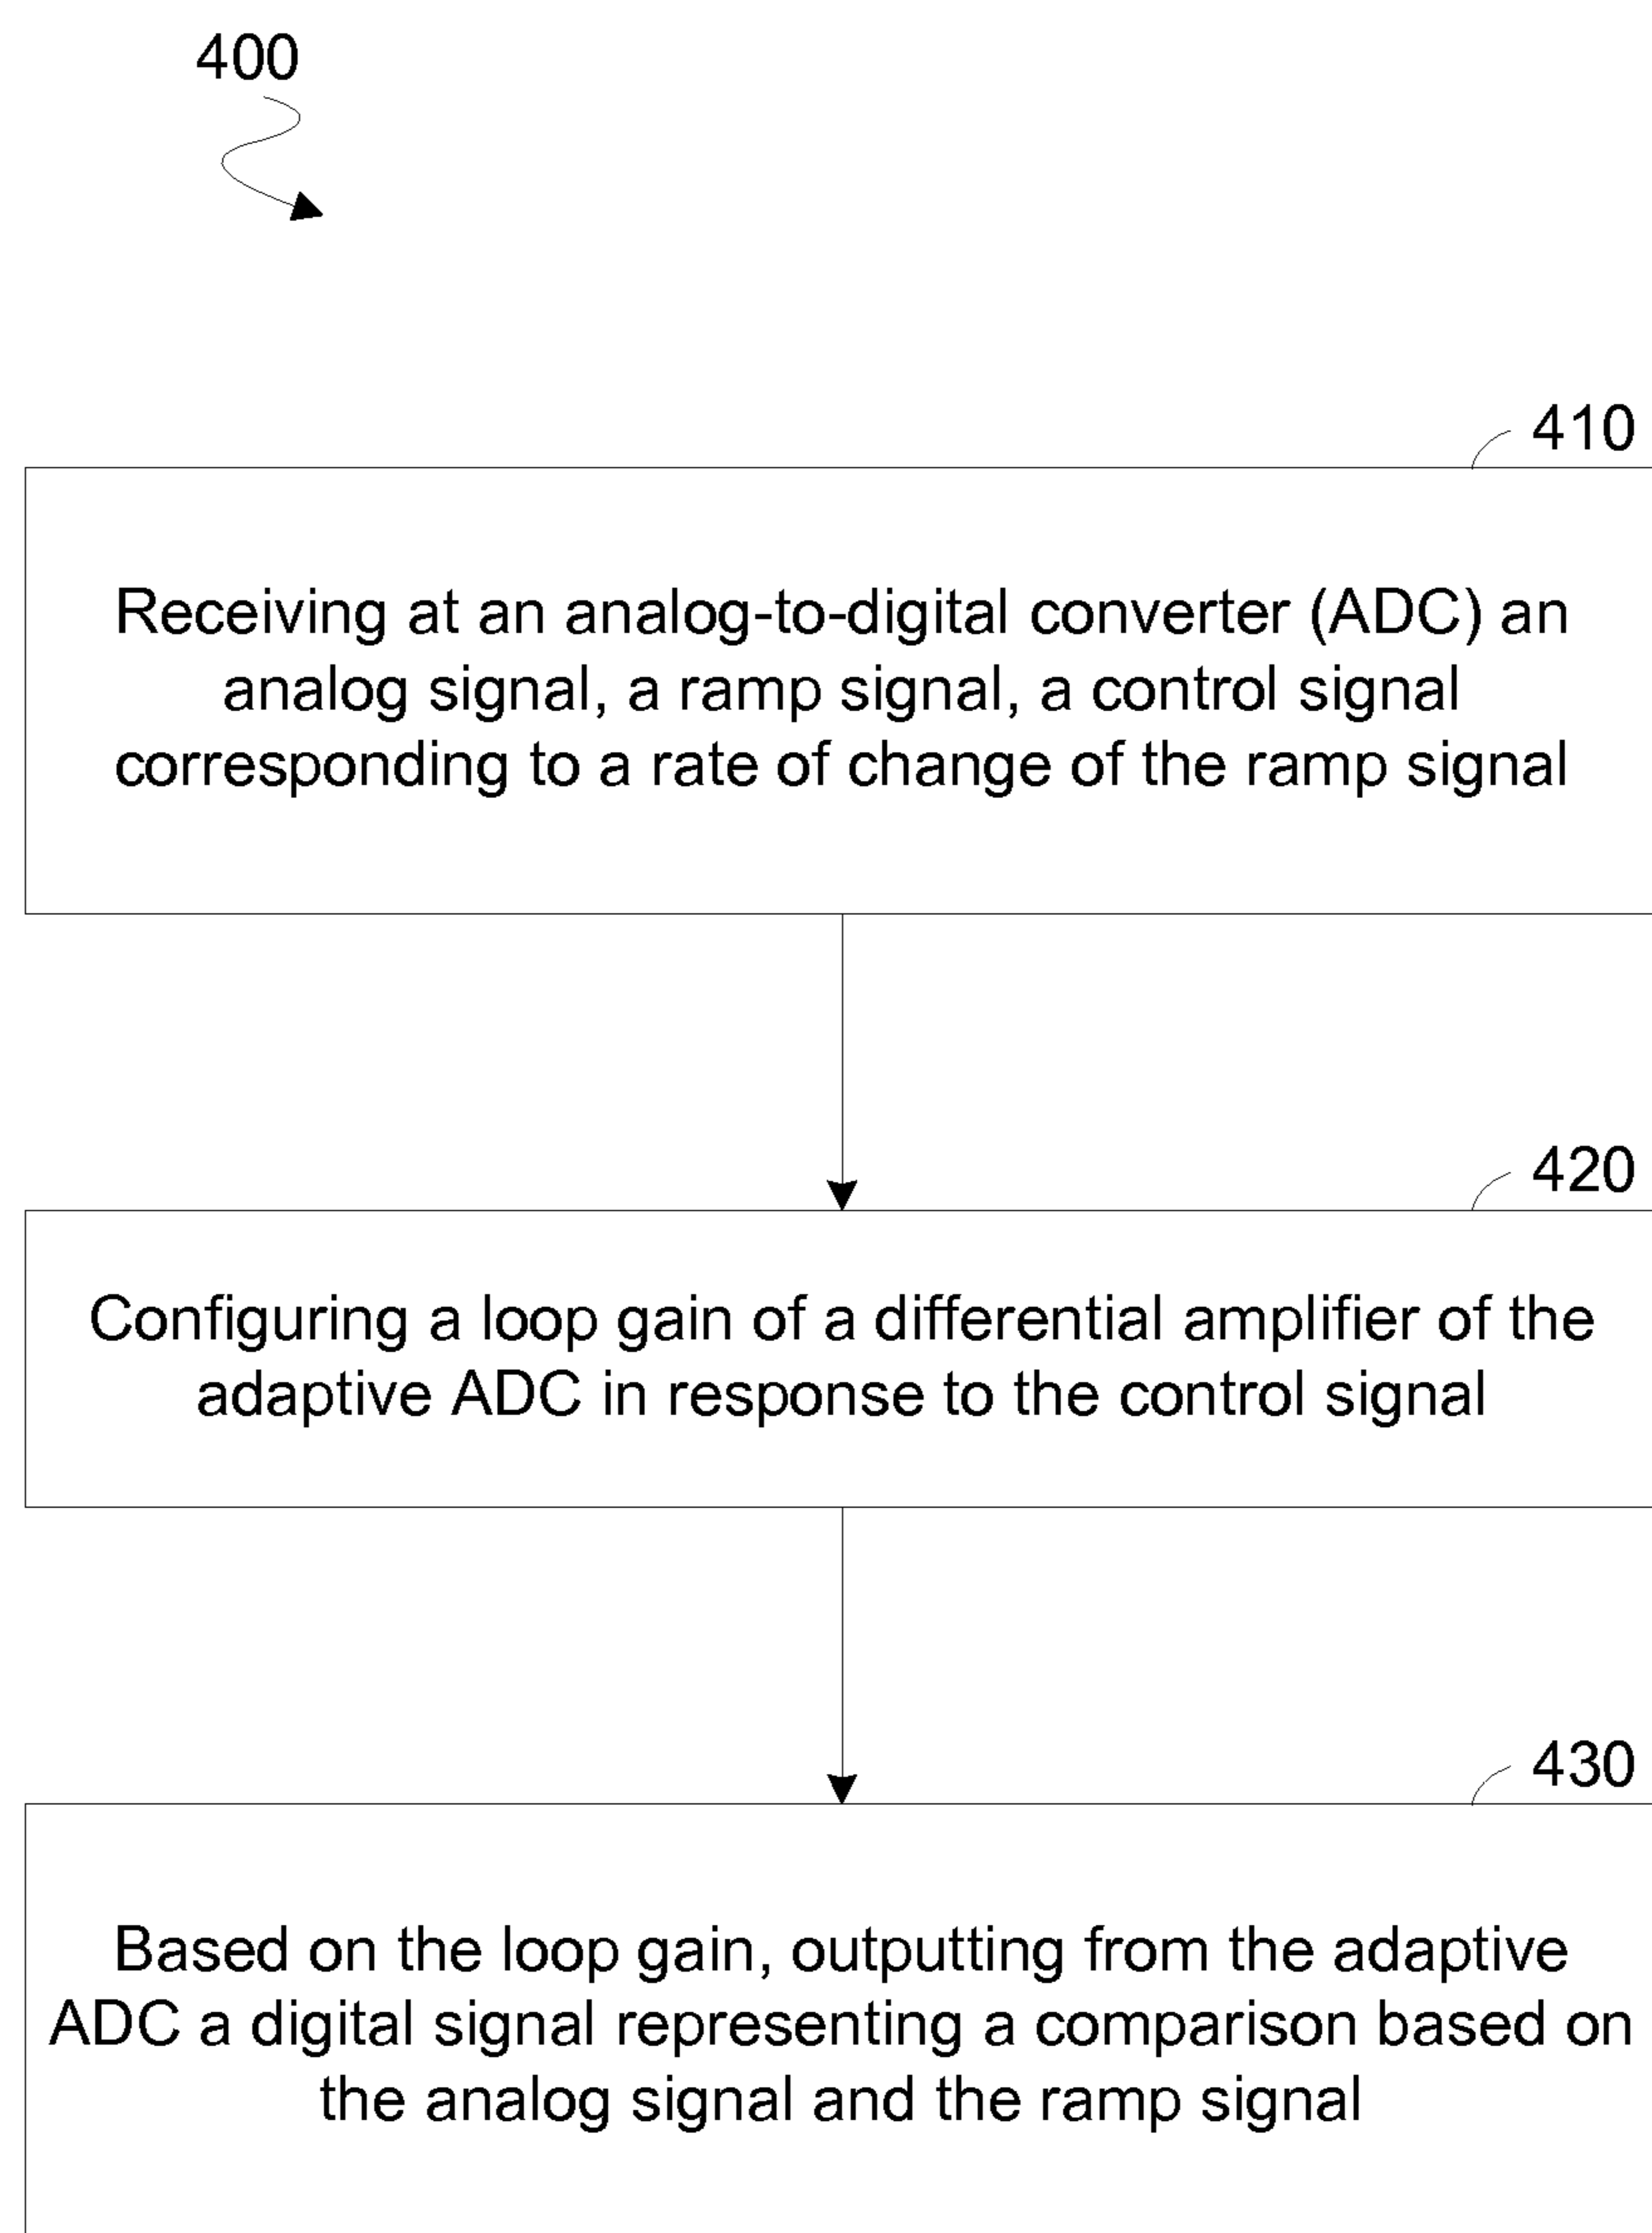 400
410
Receiving at an analog-to-digital converter (ADC) an
analog signal, a ramp signal, a control signal
corresponding to a rate of change of the ramp signal
420
Configuring a loop gain of a differential amplifier of the
adaptive ADC in response to the control signal
430
Based on the loop gain, outputting from the adaptive
ADC a digital signal representing a comparison based on
the analog signal and the ramp signal